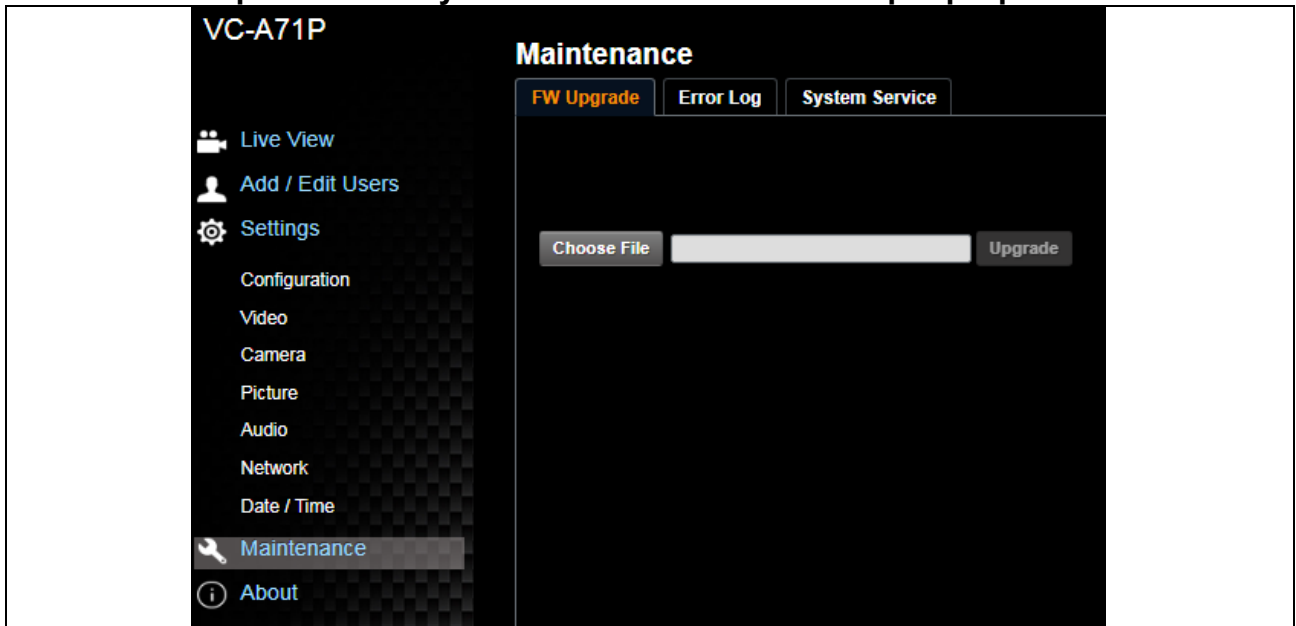 VC-A71P
Maintenance
FW Upgrade Error Log System Service
Live View
Add / Edit Users
Settings
Choose File Upgrade
Configuration
Video
Camera
Picture
Audio
Network
Date / Time
Maintenance
About